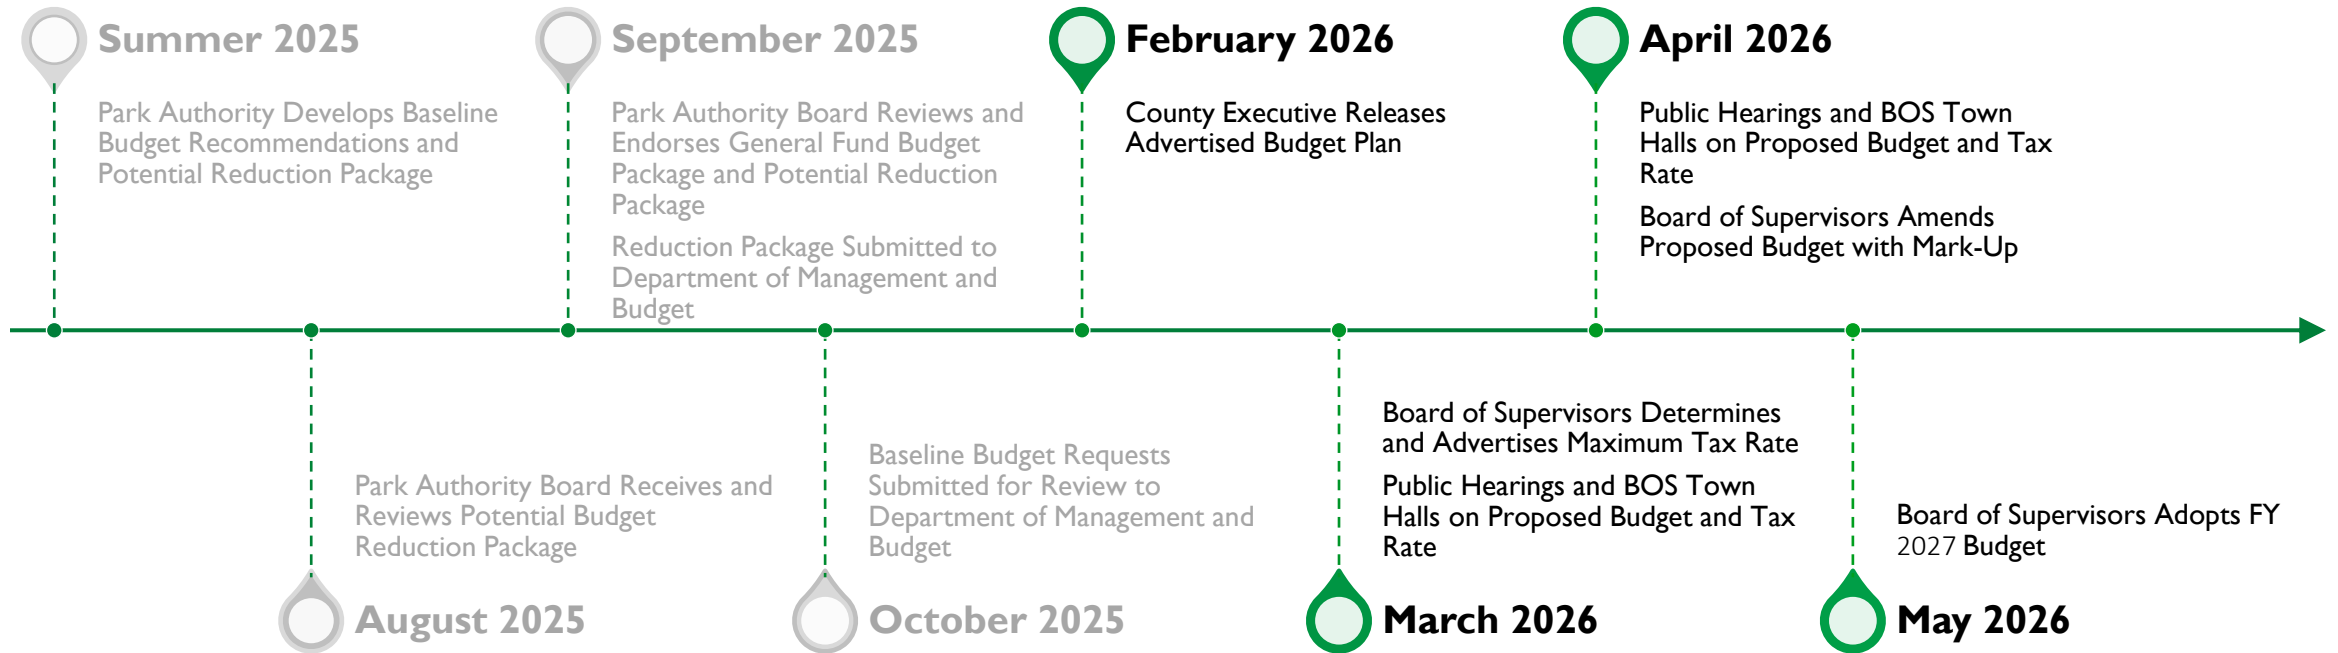 Summer 2025
Park Authority Develops Baseline
Budget Recommendations and
Potential Reduction Package
August 2025
Park Authority Board Receives and
Reviews Potential Budget
Reduction Package
September 2025
Park Authority Board Reviews and
Endorses General Fund Budget
Package and Potential Reduction
Package
Reduction Package Submitted to
Department of Management and
Budget
October 2025
Baseline Budget Requests
Submitted for Review to
Department of Management and
Budget
February 2026
County Executive Releases
Advertised Budget Plan
March 2026
Board of Supervisors Determines
and Advertises Maximum Tax Rate
Public Hearings and BOS Town
Halls on Proposed Budget and Tax
Rate
April 2026
Public Hearings and BOS Town
Halls on Proposed Budget and Tax
Rate
Board of Supervisors Amends
Proposed Budget with Mark-Up
May 2026
Board of Supervisors Adopts FY
2027 Budget